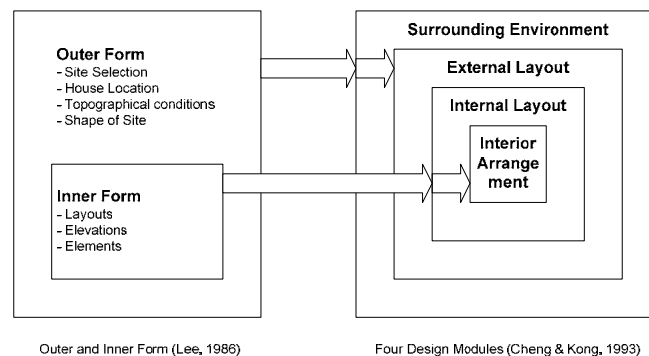 Outer Form
- Site Selection
- House Location
- Topographical conditions
- Shape of Site
Inner Form
- Layouts
- Elevations
- Elements
Outer and Inner Form (Lee, 1986)
Surrounding Environment
External Layout
Internal Layout
Interior
Arrange
ment
Four Design Modules (Cheng & Kong, 1993)